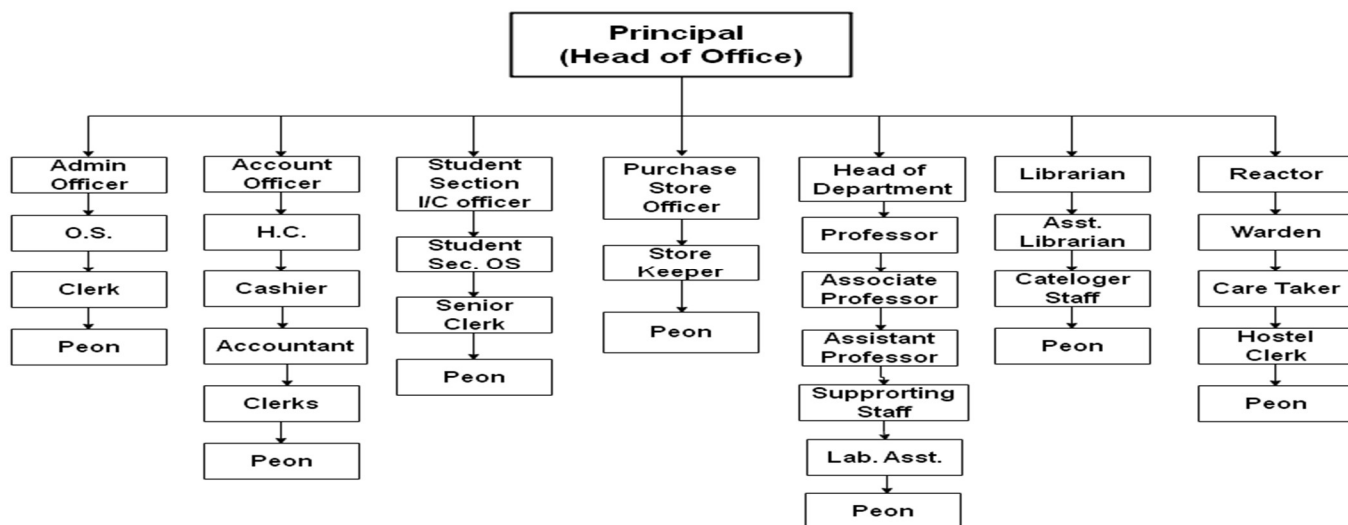 Principal
(Head of Office)
Admin
Officer
O.S.
Clerk
Peon
Account
Officer
H.C.
Cashier
Accountant
Clerks
Peon
Student
Section
I/C officer
Student
Sec. OS
Senior
Clerk
Peon
Purchase
Store
Officer
Store
Keeper
Peon
Head of
Department
Professor
Associate
Professor
Assistant
Professor
Supprorting
Staff
Lab. Asst.
Peon
Librarian
Asst.
Librarian
Cateloger
Staff
Peon
Reactor
Warden
Care Taker
Hostel
Clerk
Peon